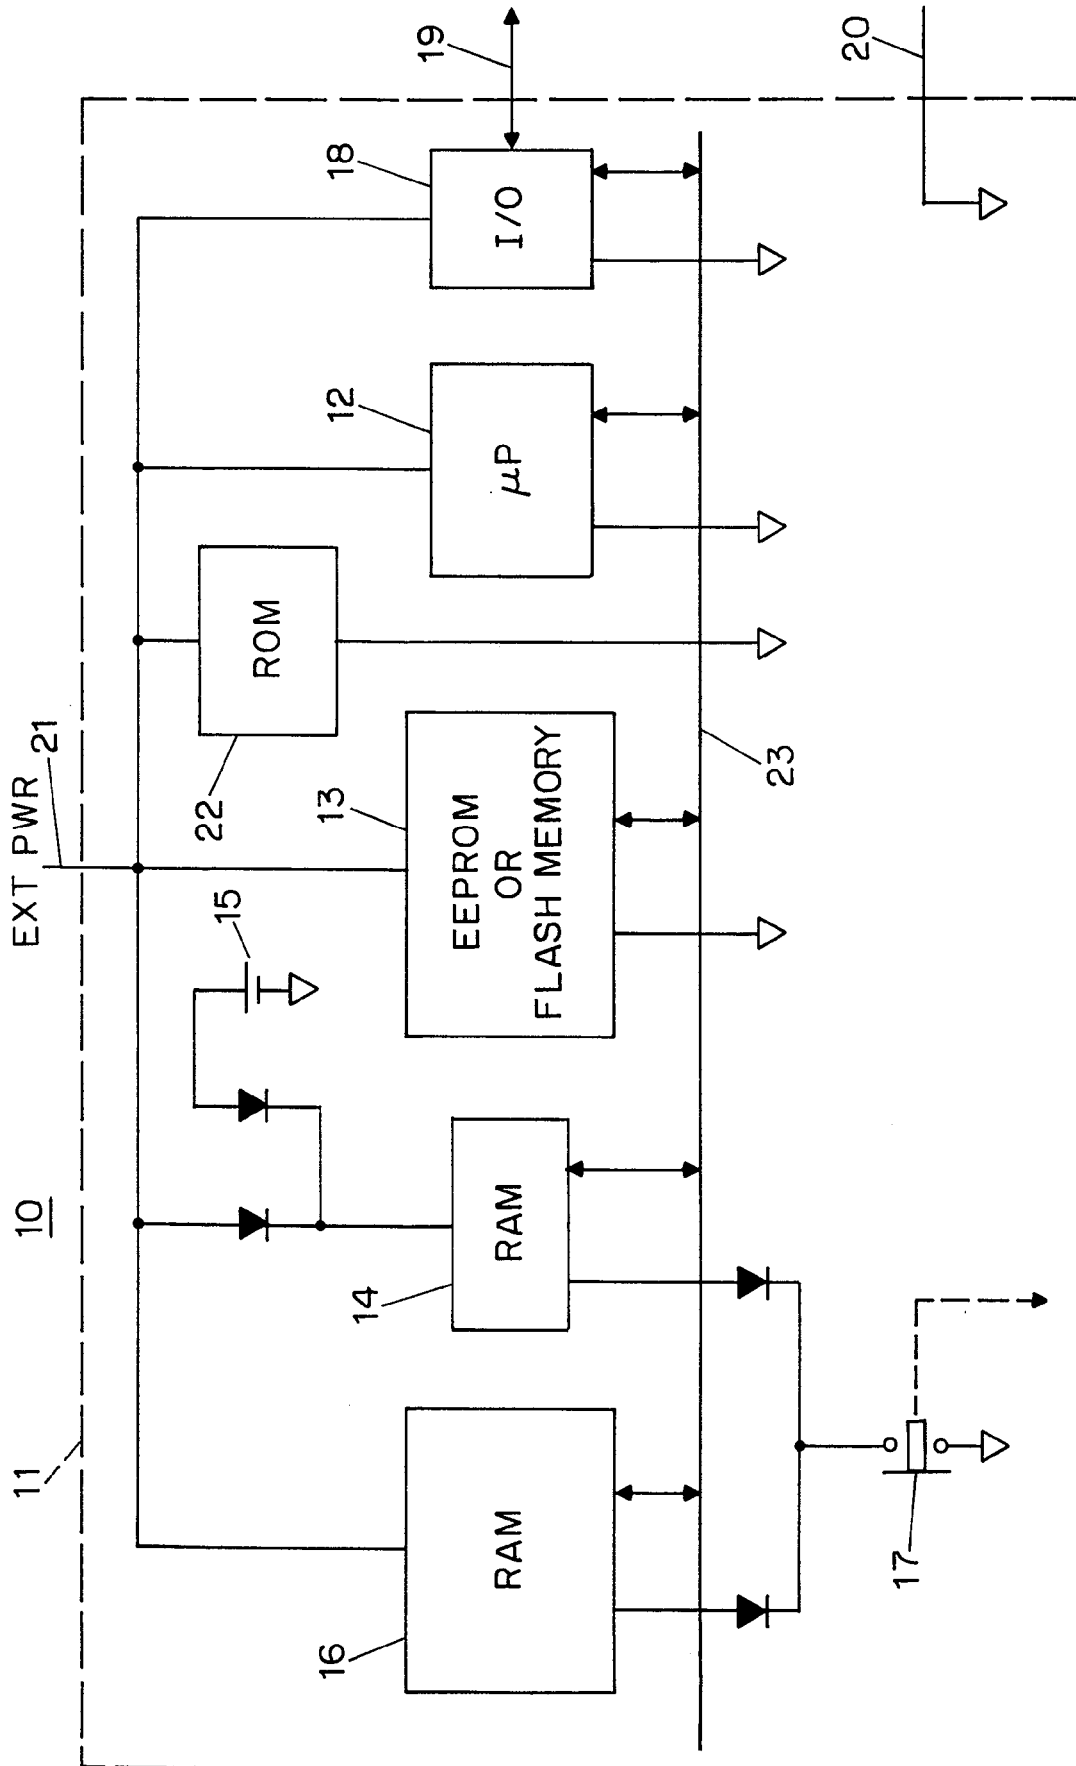 10
11
EXT PWR 21
15
22
ROM
16
RAM
14
RAM
13
EEPROM
OR
FLASH MEMORY
12
μP
18
I/O
19
23
17
20